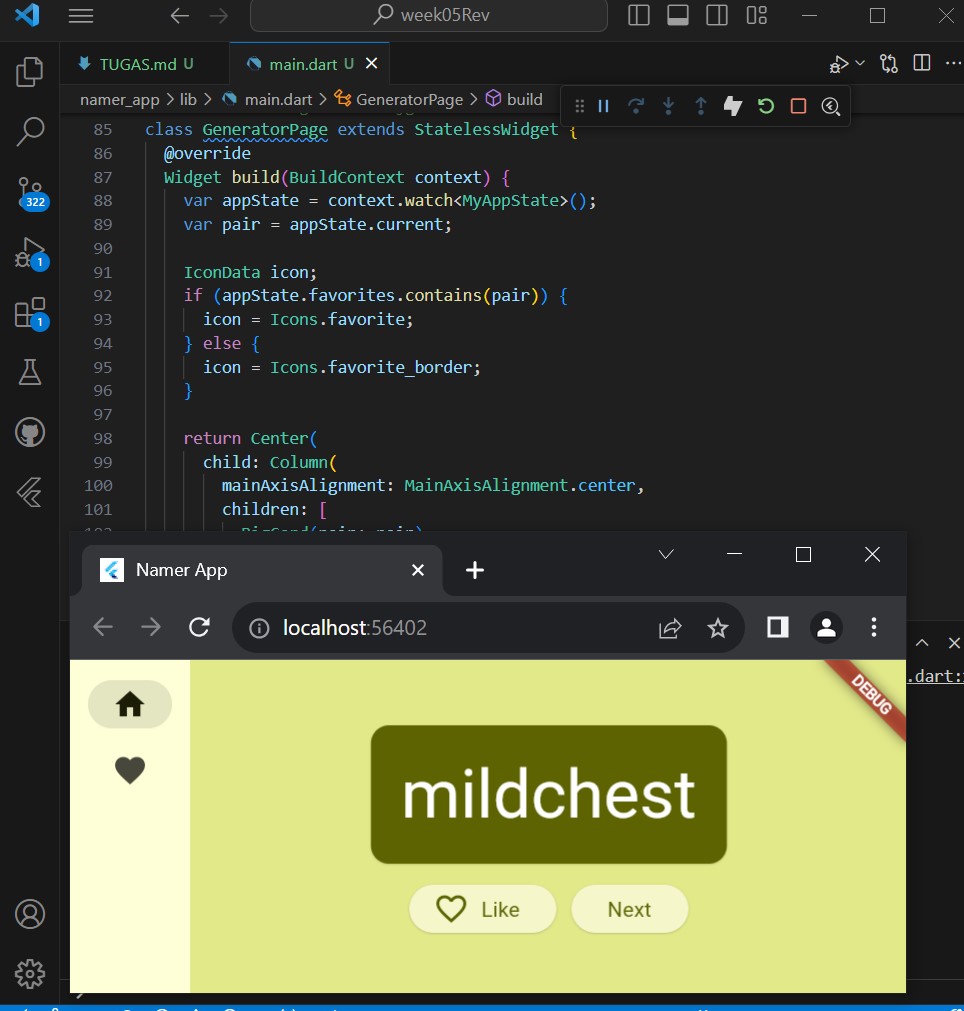 week05Rev
TUGAS.md U
main.dart U
namer_app > lib > main.dart > GeneratorPage > build
85 class GeneratorPage extends StatelessWidget {
86 @override
87 Widget build(BuildContext context) {
88 var appState = context.watch<MyAppState>();
89 var pair = appState.current;
90
91 IconData icon;
92 if (appState.favorites.contains(pair)) {
93 icon = Icons.favorite;
94 } else {
95 icon = Icons.favorite_border;
96 }
97
98 return Center(
99 child: Column(
100 mainAxisAlignment: MainAxisAlignment.center,
101 children: [
322
1
1
Namer App
localhost:56402
.dart:
DEBUG
mildchest
Like
Next